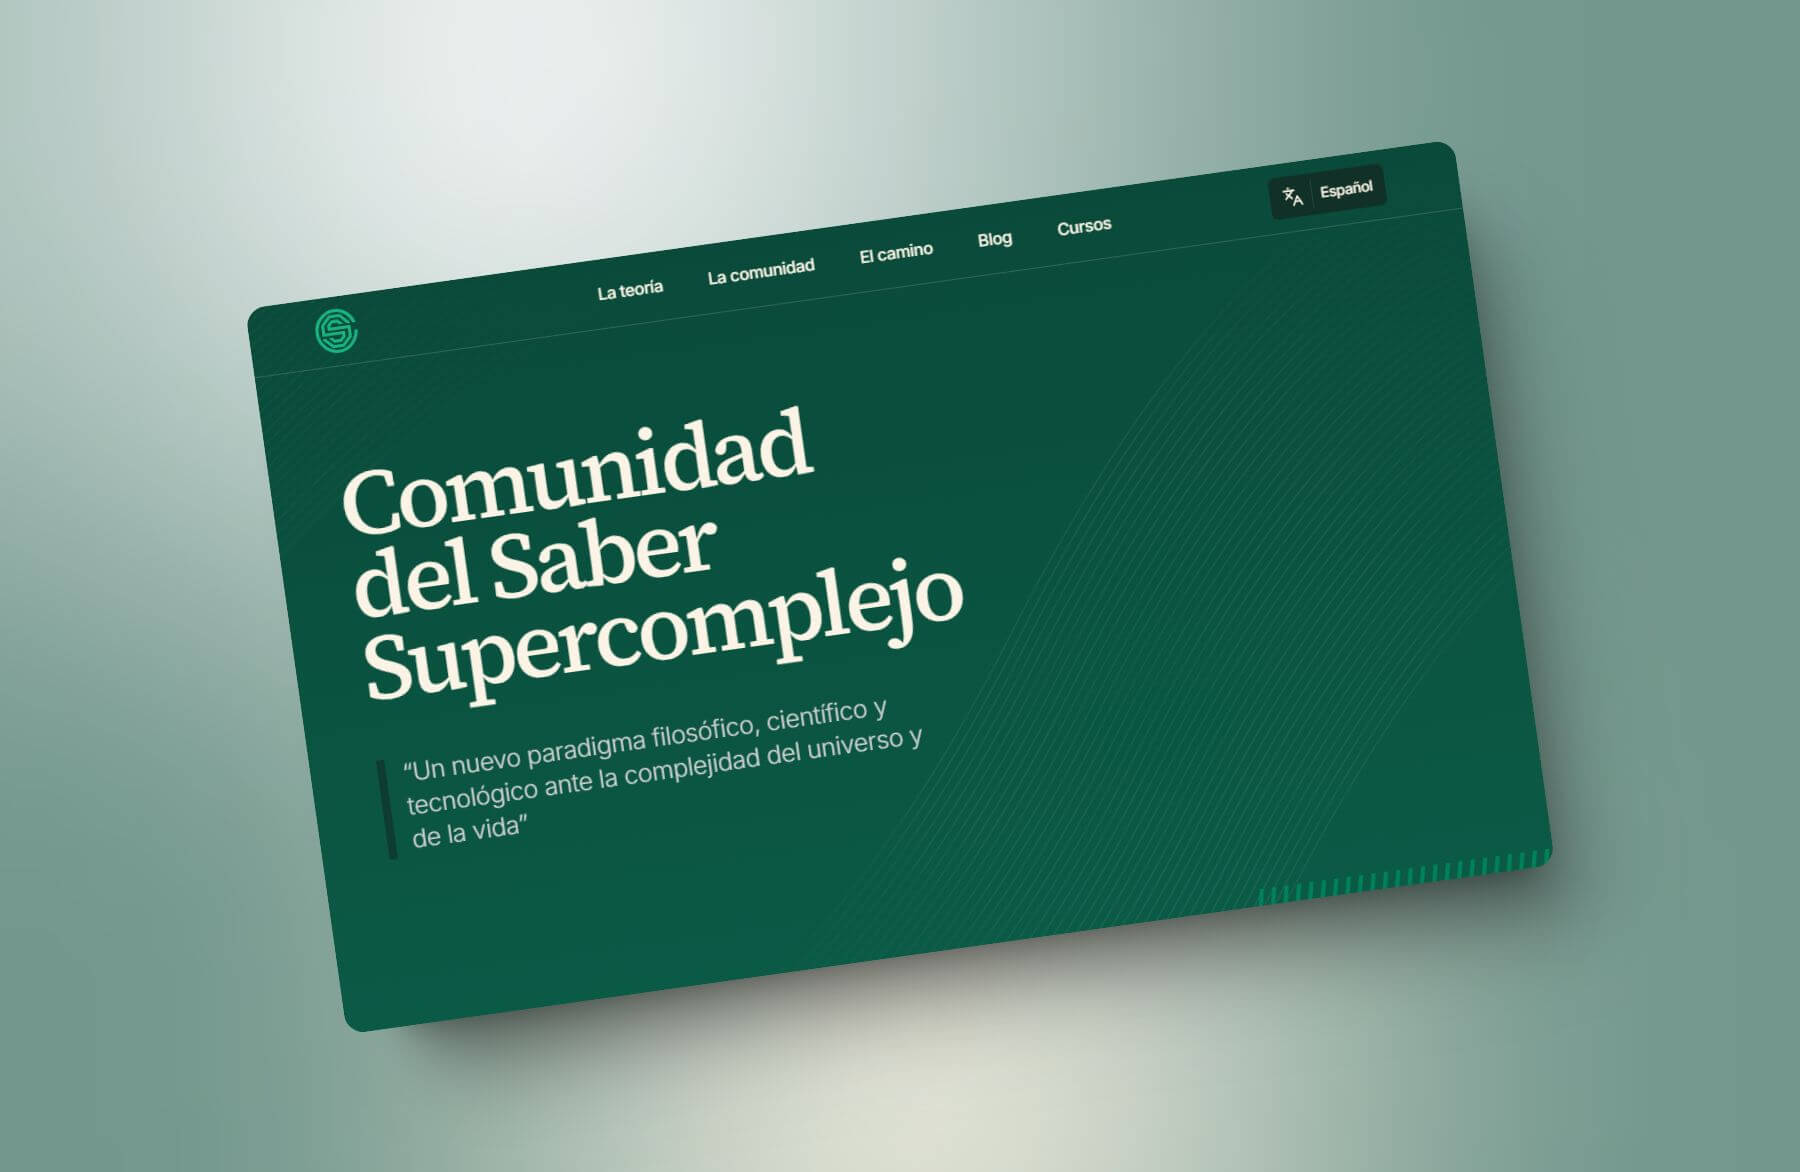 La teoría
La comunidad
El camino
Blog
Cursos
Español
Comunidad
del Saber
Supercomplejo
“Un nuevo paradigma filosófico, científico y
tecnológico ante la complejidad del universo y
de la vida”